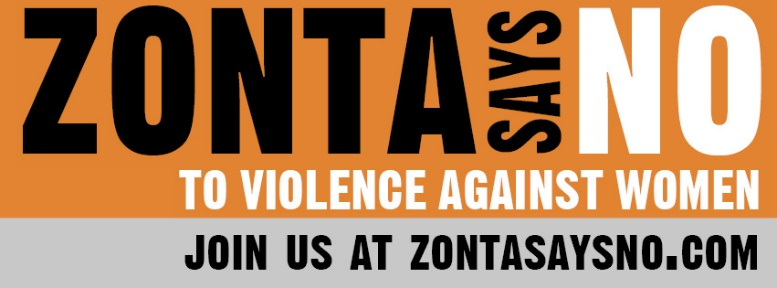 ZONTA SAYS NO
TO VIOLENCE AGAINST WOMEN
JOIN US AT ZONTASAYSNO.COM